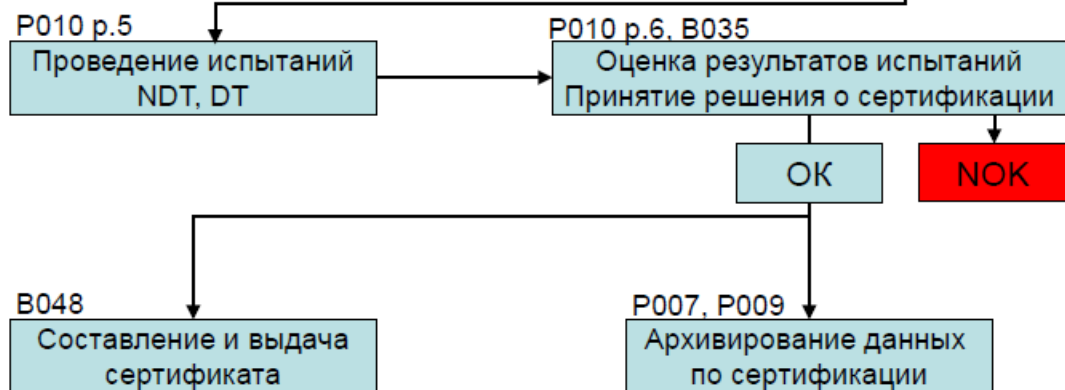 P010 p.5
P010 p.6, B035
Проведение испытаний
NDT, DT
Оценка результатов испытаний
Принятие решения о сертификации
ОК
NOK
B048
P007, P009
Составление и выдача
сертификата
Архивирование данных
по сертификации